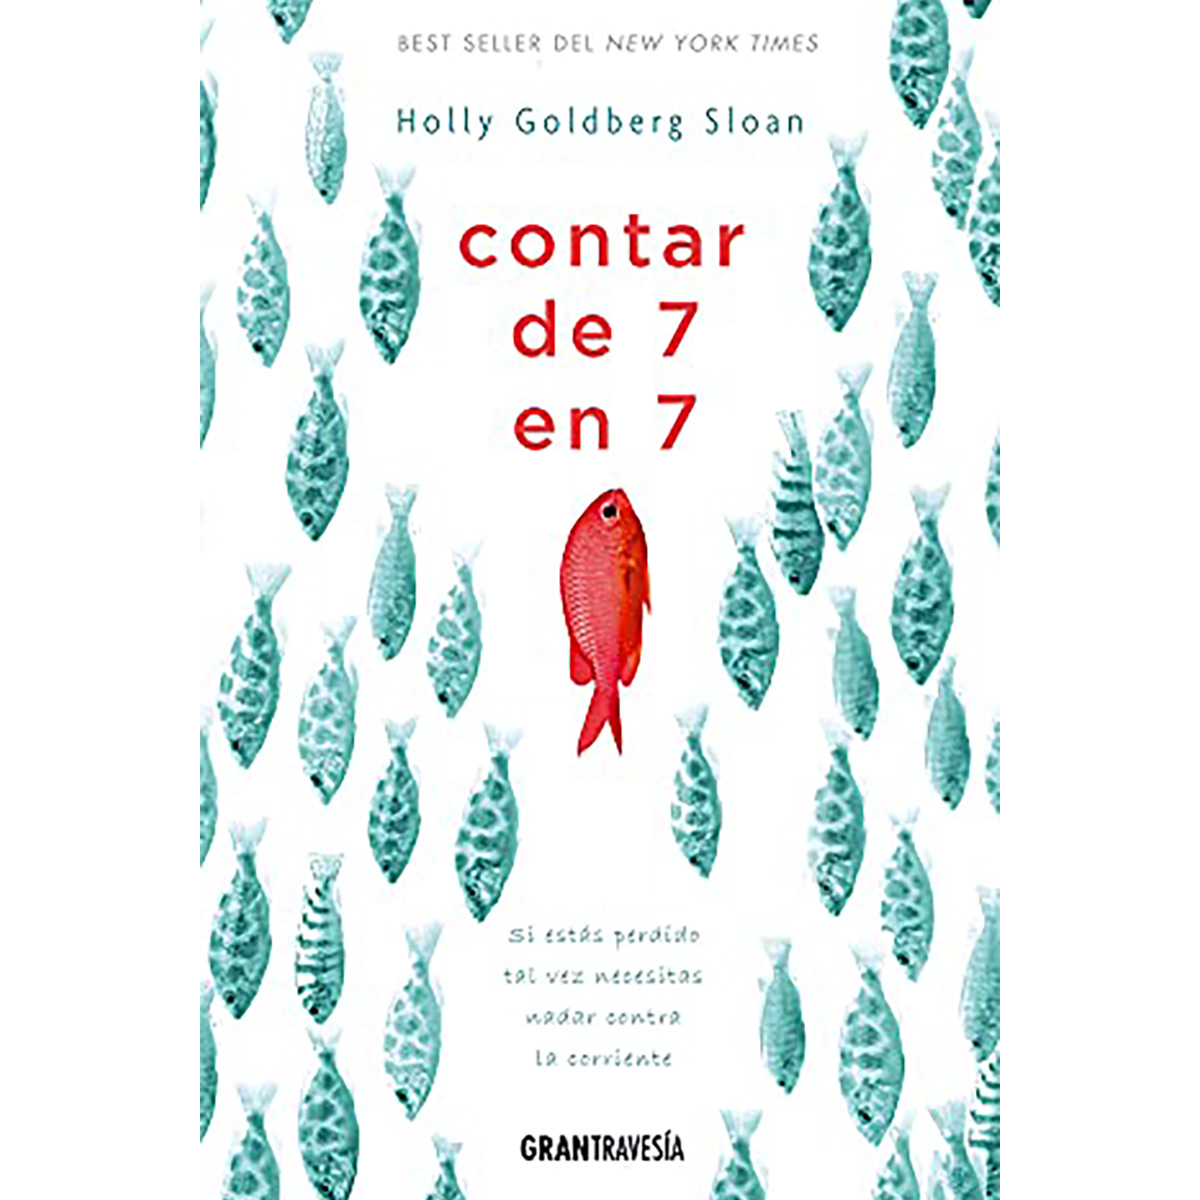 BEST SELLER DEL NEW YORK TIMES
Holly Goldberg Sloan
contar
de 7
en 7
Si estás perdido
tal vez necesitas
nadar contra
la corriente
GRANTRAVESÍA